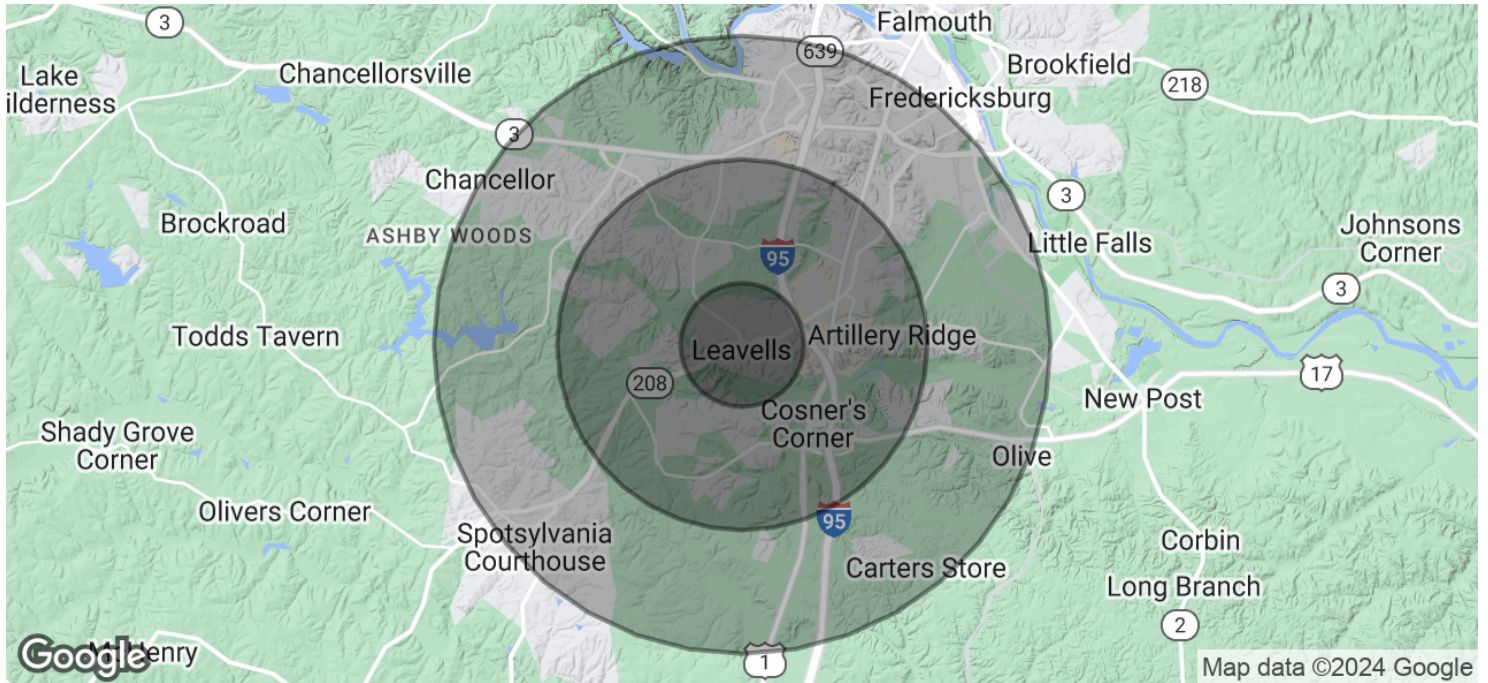 3
Falmouth
639
Lake
ilderness
Chancellorsville
Brookfield
218
Fredericksburg
3
Chancellor
3
Brockroad
ASHBY WOODS
Little Falls
Johnsons
Corner
95
3
Todds Tavern
Artillery Ridge
Leavells
208
17
New Post
Cosner's
Corner
Shady Grove
Corner
Olive
Olivers Corner
95
Spotsylvania
Courthouse
Corbin
Carters Store
Long Branch
2
Google
Henry
1
Map data ©2024 Google